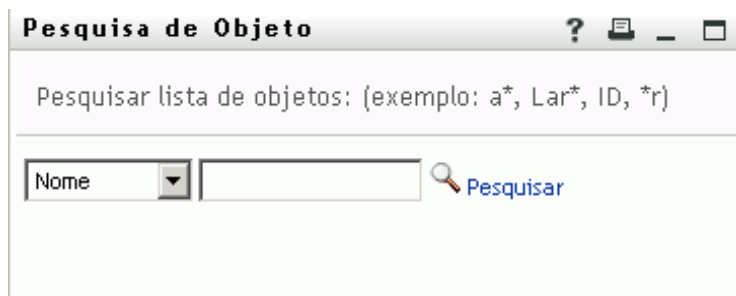 Pesquisa de Objeto ?
Pesquisar lista de objetos: (exemplo: a*, Lar*, ID, *r)
Nome Pesquisar